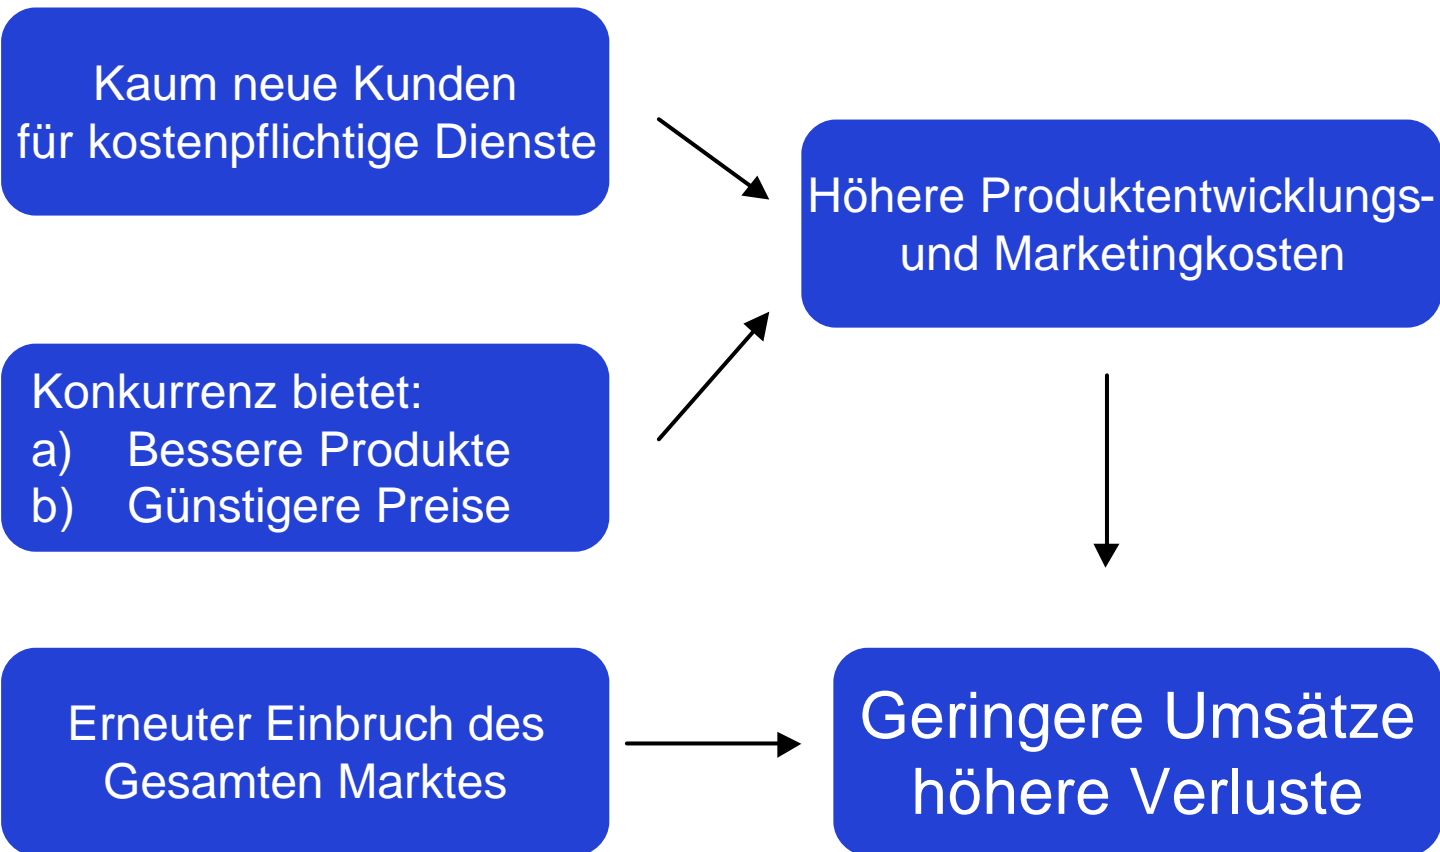 Kaum neue Kunden
für kostenpflichtige Dienste
Höhere Produktentwicklungs-
und Marketingkosten
Konkurrenz bietet:
a) Bessere Produkte
b) Günstigere Preise
Erneuter Einbruch des
Gesamten Marktes
Geringere Umsätze
höhere Verluste